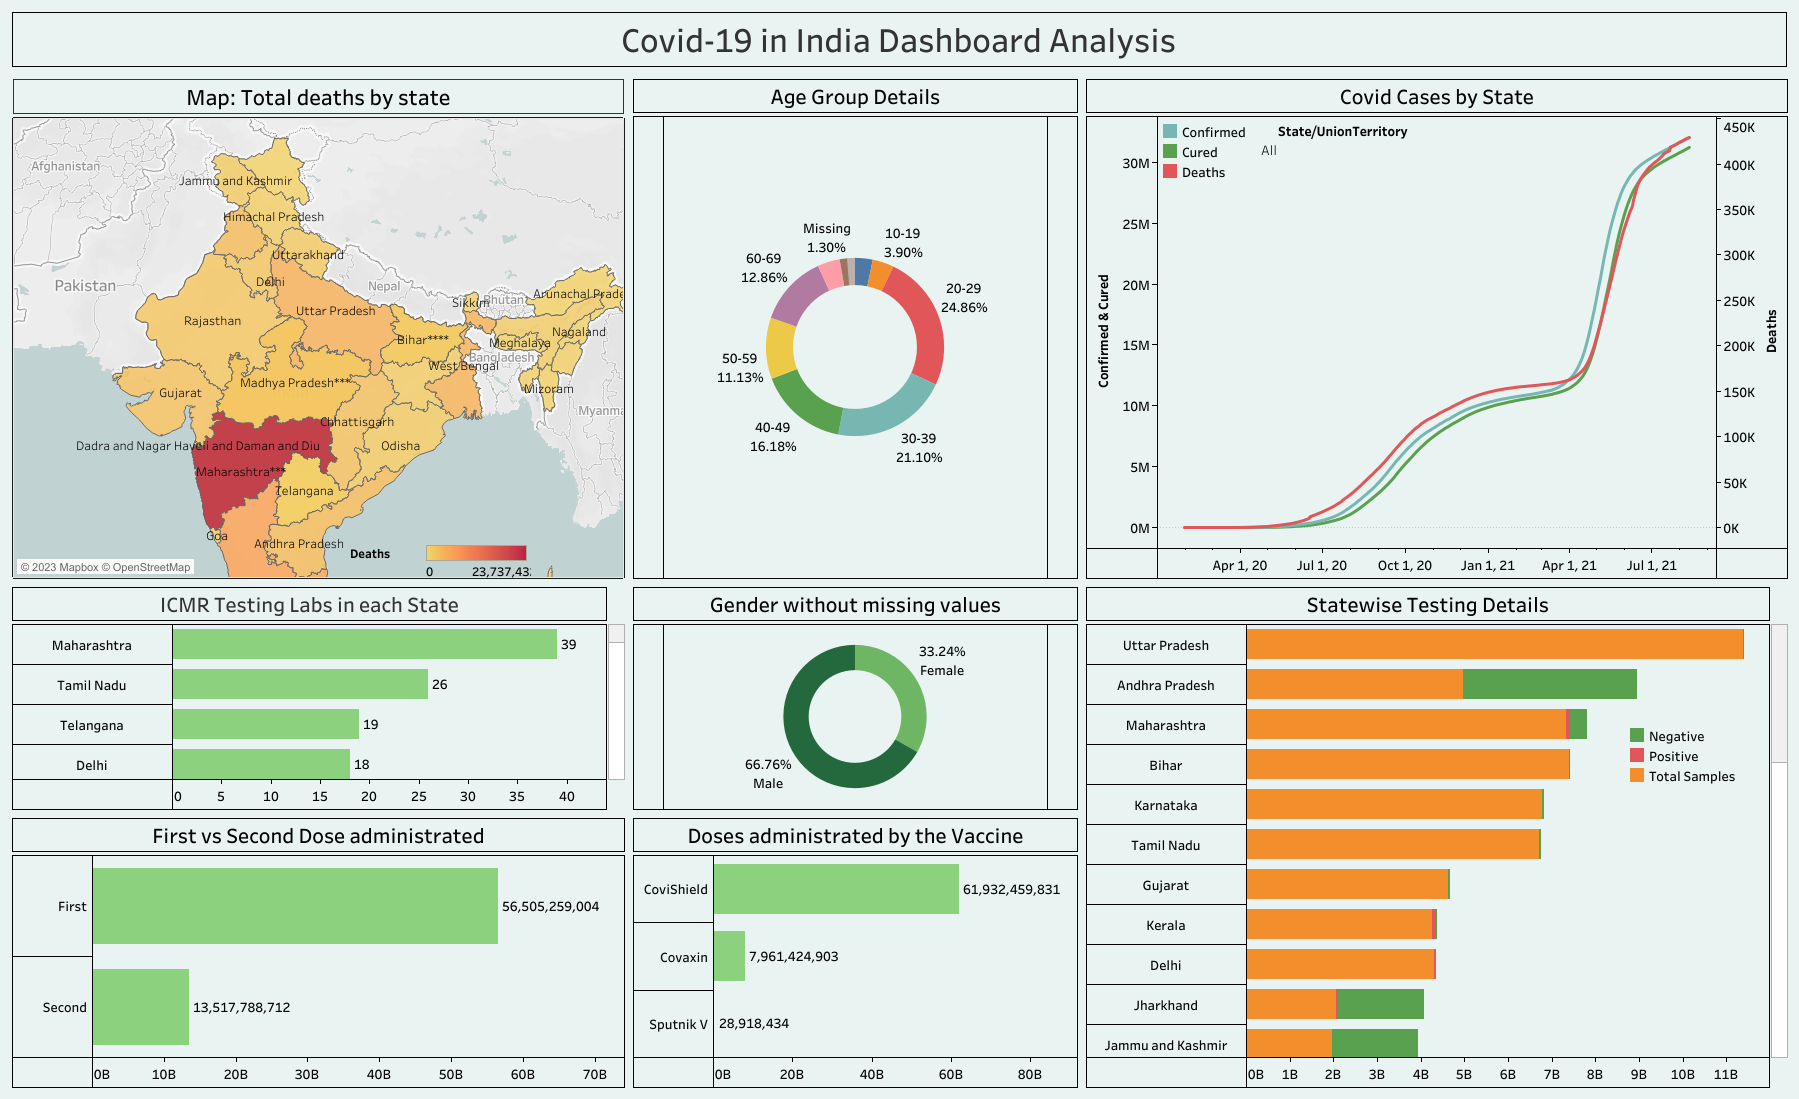 Covid-19 in India Dashboard Analysis
Map: Total deaths by state
Afghanistan
Jammu and Kashmir
Himachal Pradesh
Uttarakhand
Pakistan
Delhi
Nepal
Sikkim
Bhutan
Arunachal Prade
Uttar Pradesh
Rajasthan
Bihar****
Meghalaya
Nagaland
Bangladesh
West Bengal
Madhya Pradesh***
Gujarat
Mizoram
Myanma
Chhattisgarh
Dadra and Nagar Haveli and Daman and Diu
Odisha
Maharashtra***
Telangana
Goa
Andhra Pradesh
Deaths
0 23,737,43
© 2023 Mapbox © OpenStreetMap
Age Group Details
Missing
1.30%
10-19
3.90%
60-69
12.86%
20-29
24.86%
50-59
11.13%
40-49
16.18%
30-39
21.10%
Covid Cases by State
Confirmed
Cured
Deaths
State/UnionTerritory
All
Confirmed & Cured
30M
25M
20M
15M
10M
5M
0M
450K
400K
350K
300K
250K
200K
150K
100K
50K
0K
Deaths
Apr 1, 20 Jul 1, 20 Oct 1, 20 Jan 1, 21 Apr 1, 21 Jul 1, 21
ICMR Testing Labs in each State
Maharashtra 39
Tamil Nadu 26
Telangana 19
Delhi 18
0 5 10 15 20 25 30 35 40
Gender without missing values
33.24%
Female
66.76%
Male
Statewise Testing Details
Uttar Pradesh
Andhra Pradesh
Maharashtra
Bihar
Karnataka
Tamil Nadu
Gujarat
Kerala
Delhi
Jharkhand
Jammu and Kashmir
Negative
Positive
Total Samples
0B 1B 2B 3B 4B 5B 6B 7B 8B 9B 10B 11B
First vs Second Dose administrated
First 56,505,259,004
Second 13,517,788,712
0B 10B 20B 30B 40B 50B 60B 70B
Doses administrated by the Vaccine
CoviShield 61,932,459,831
Covaxin 7,961,424,903
Sputnik V 28,918,434
0B 20B 40B 60B 80B